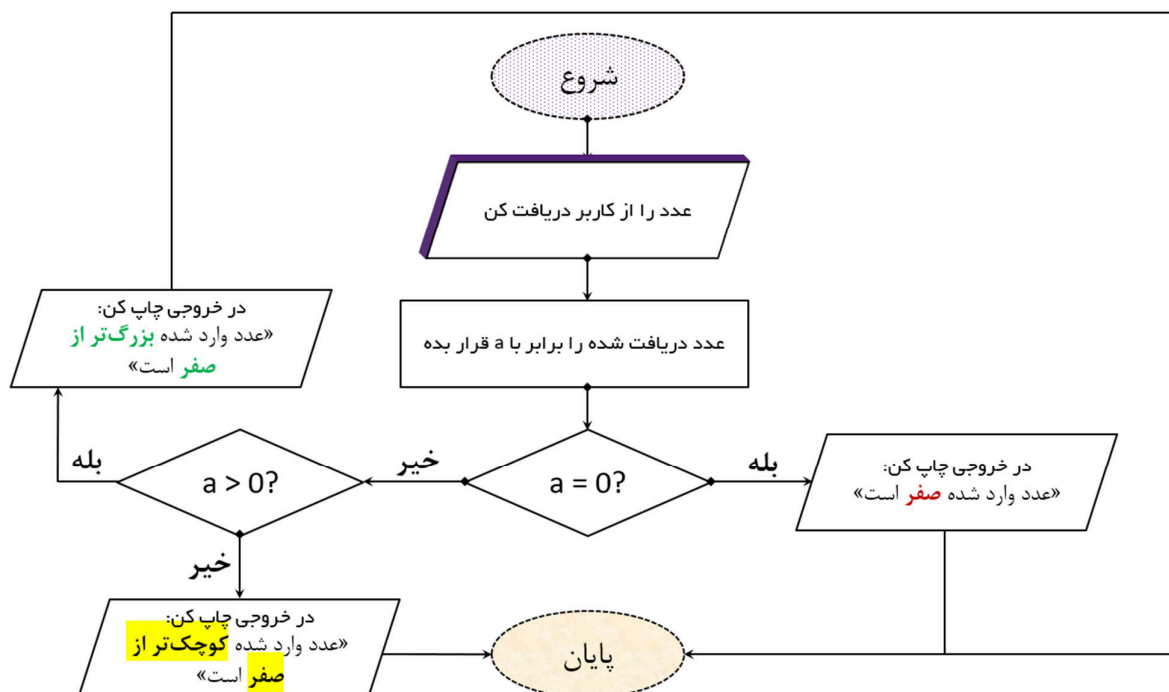 شروع
عدد را از کاربر دریافت کن
عدد دریافت شده را برابر با a قرار بده
a = 0?
بله
در خروجی چاپ کن:
«عدد وارد شده صفر است»
خیر
a > 0?
بله
در خروجی چاپ کن:
«عدد وارد شده بزرگ‌تر از
صفر است»
خیر
در خروجی چاپ کن:
«عدد وارد شده کوچک‌تر از
صفر است»
پایان